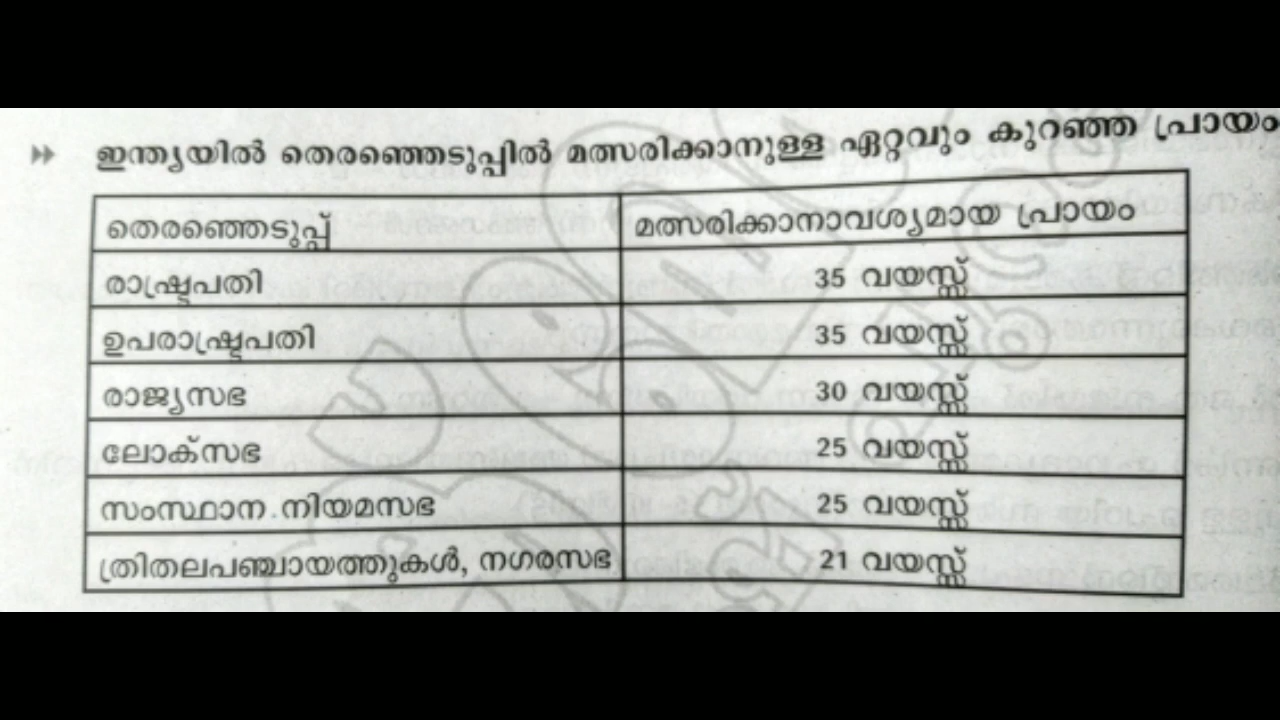 ▸▸ ഇന്ത്യയിൽ തെരഞ്ഞെടുപ്പിൽ മത്സരിക്കാനുള്ള ഏറ്റവും കുറഞ്ഞ പ്രായം
തെരഞ്ഞെടുപ്പ് മത്സരിക്കാനാവശ്യമായ പ്രായം
രാഷ്ട്രപതി 35 വയസ്സ്
ഉപരാഷ്ട്രപതി 35 വയസ്സ്
രാജ്യസഭ 30 വയസ്സ്
ലോക്സഭ 25 വയസ്സ്
സംസ്ഥാന നിയമസഭ 25 വയസ്സ്
ത്രിതലപഞ്ചായത്തുകൾ, നഗരസഭ 21 വയസ്സ്